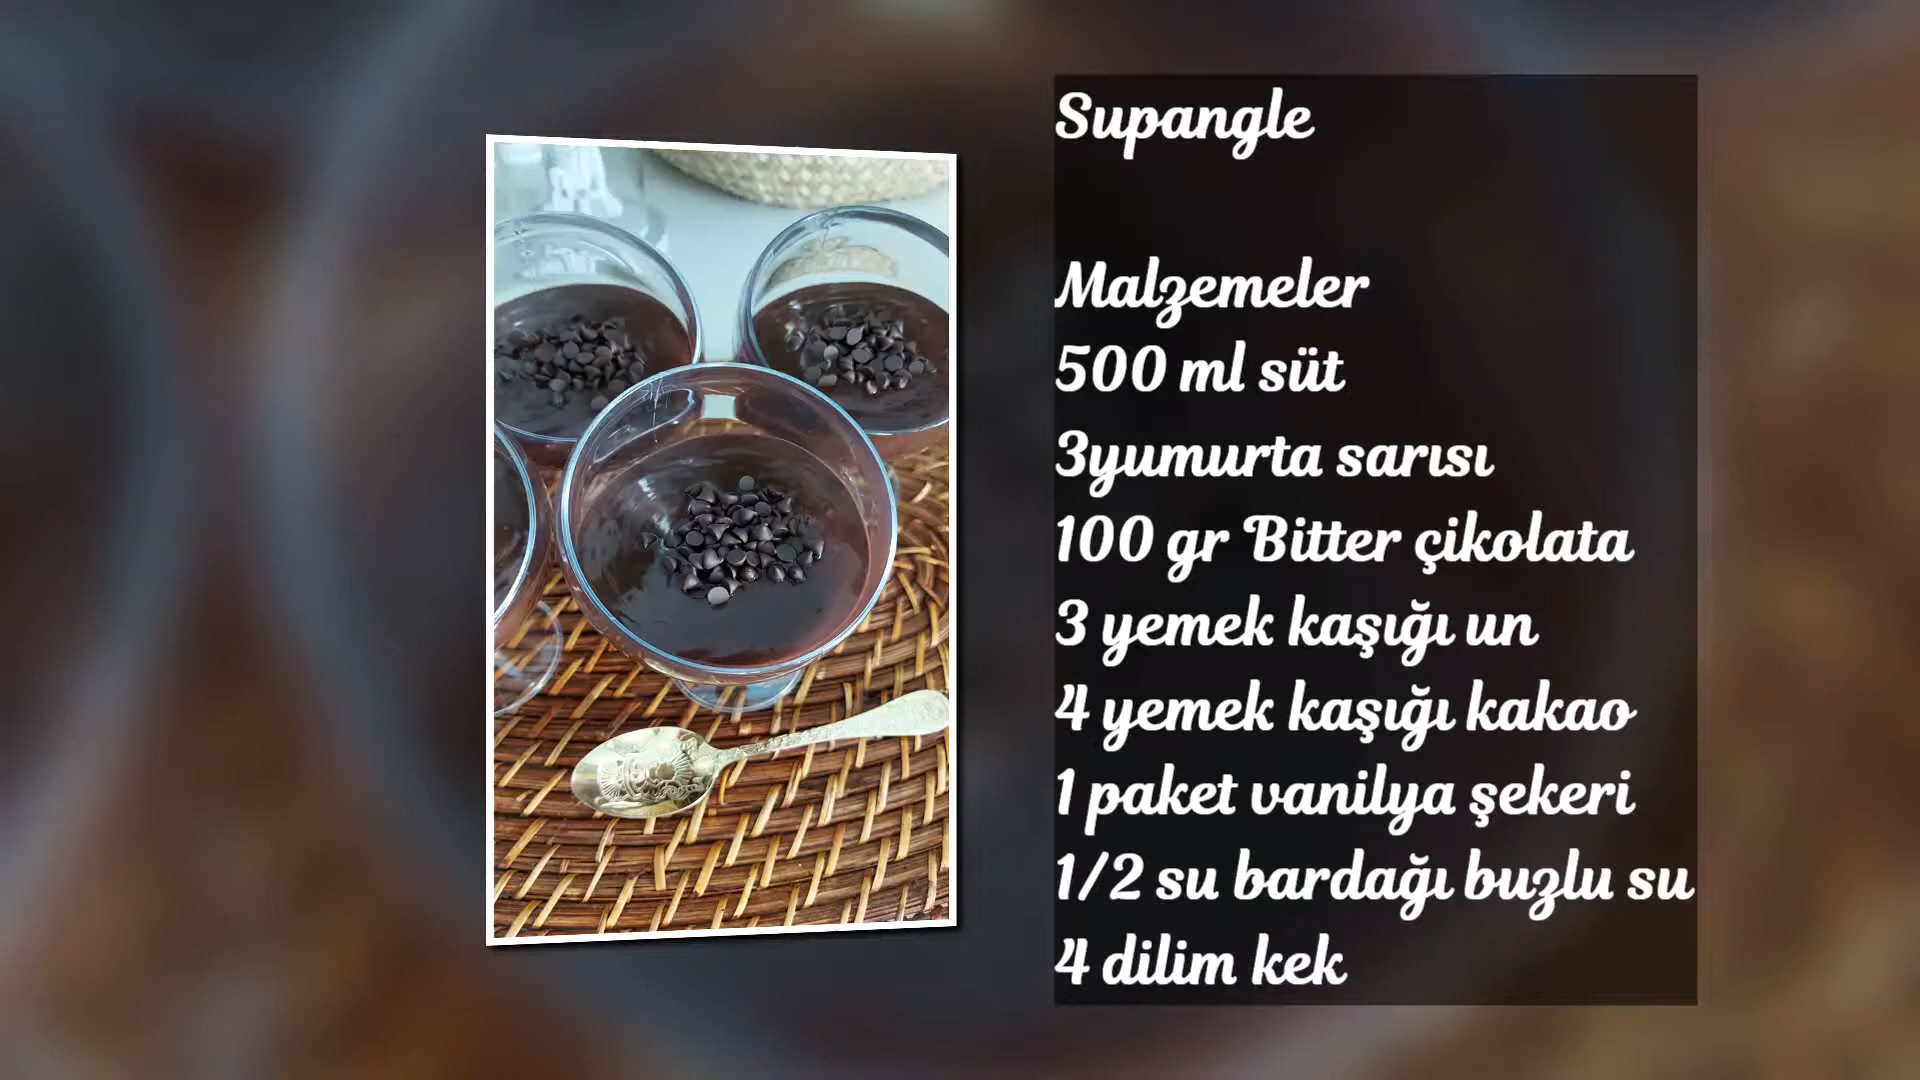 Supangle
Malzemeler
500 ml süt
3yumurta sarısı
100 gr Bitter çikolata
3 yemek kaşığı un
4 yemek kaşığı kakao
1 paket vanilya şekeri
1/2 su bardağı buzlu su
4 dilim kek